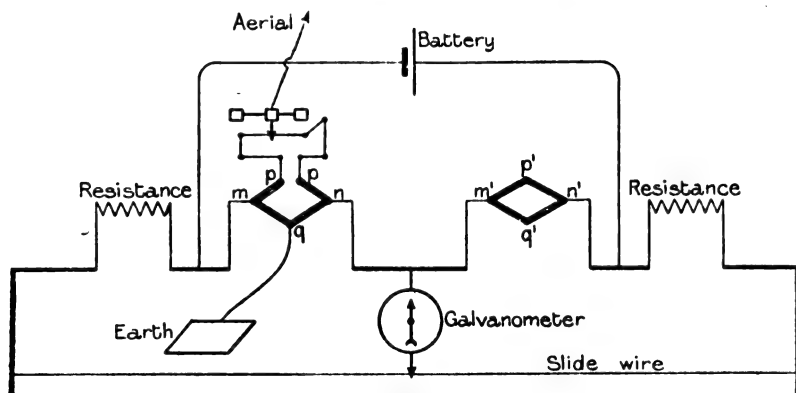 Aerial
Battery
p p
p'
Resistance
m n
m' n'
Resistance
q
q'
Earth
Galvanometer
Slide wire